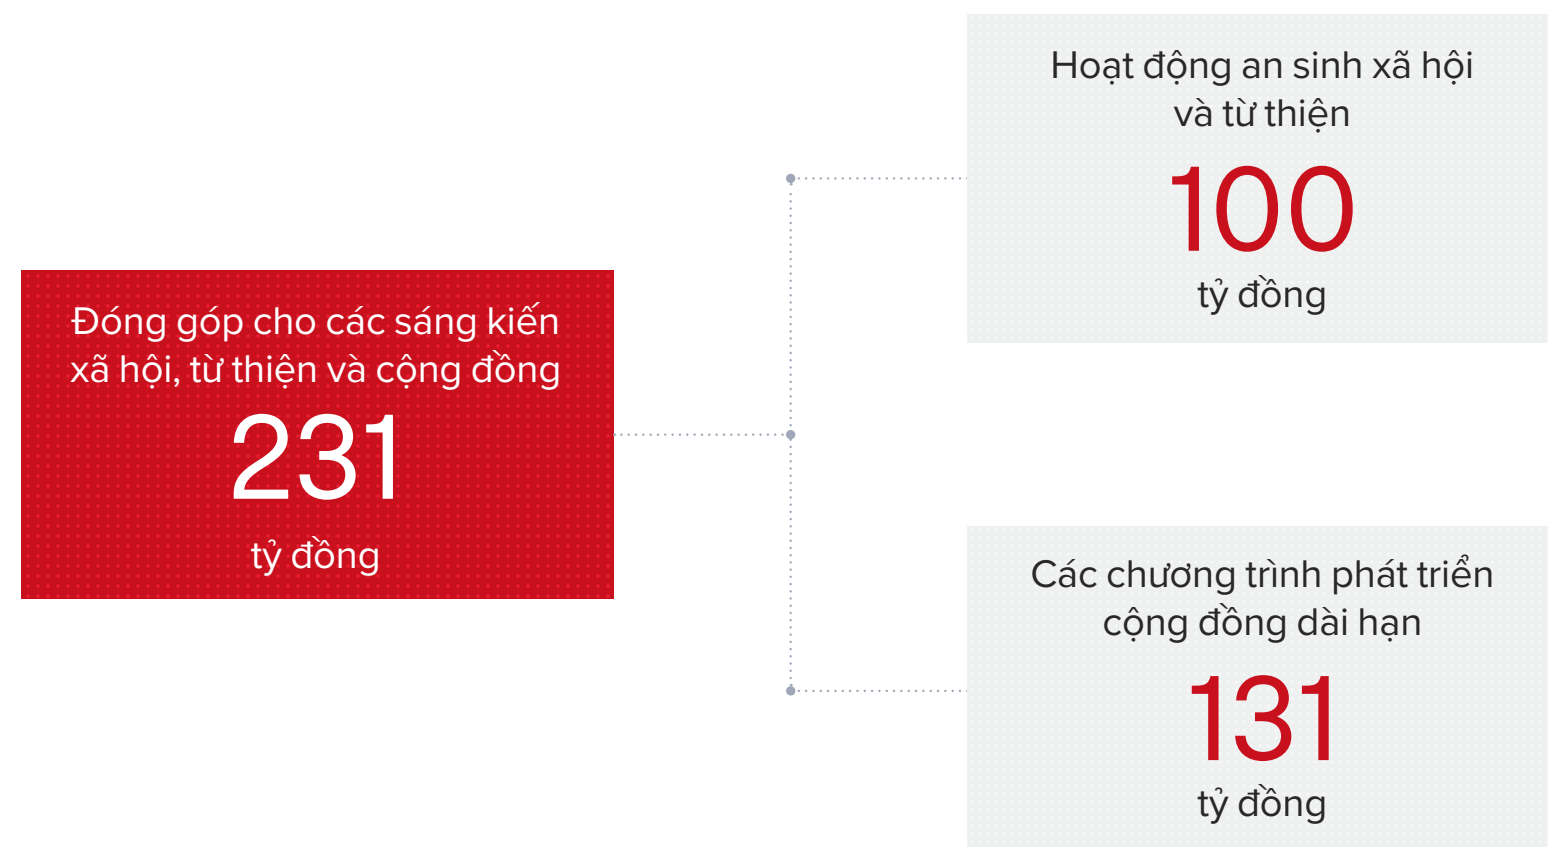 Đóng góp cho các sáng kiến
xã hội, từ thiện và cộng đồng
231
tỷ đồng
Hoạt động an sinh xã hội
và từ thiện
100
tỷ đồng
Các chương trình phát triển
cộng đồng dài hạn
131
tỷ đồng